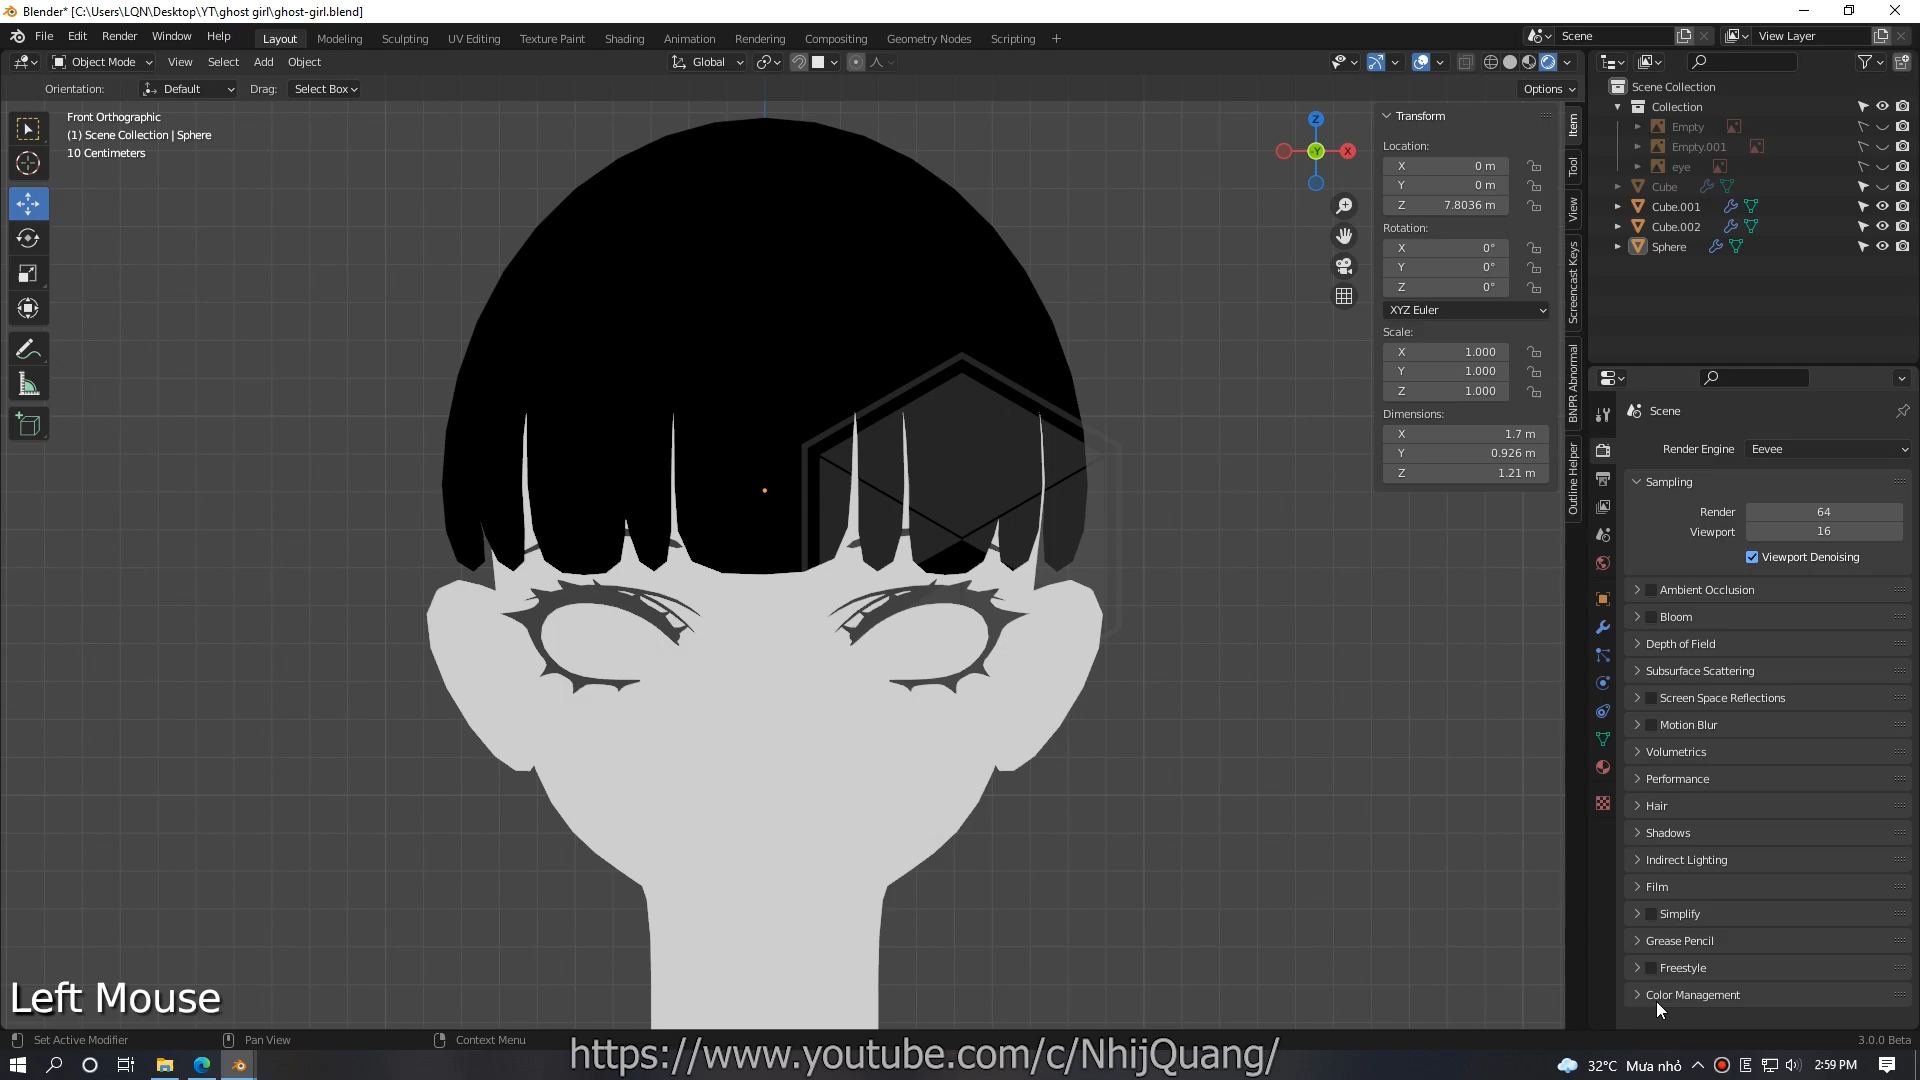 Blender* [C:\Users\LQN\Desktop\YT\ghost girl\ghost-girl.blend]
File Edit Render Window Help Layout Modeling Sculpting UV Editing Texture Paint Shading Animation Rendering Compositing Geometry Nodes Scripting + Scene View Layer
Object Mode View Select Add Object Global
Orientation: Default Drag: Select Box Options
Front Orthographic
(1) Scene Collection | Sphere
10 Centimeters
Z
-Y
X
Transform
Location:
X 0 m
Y 0 m
Z 7.8036 m
Rotation:
X 0°
Y 0°
Z 0°
XYZ Euler
Scale:
X 1.000
Y 1.000
Z 1.000
Dimensions:
X 1.7 m
Y 0.926 m
Z 1.21 m
Item
Tool
View
Screencast Keys
BNPR Abnormal
Outline Helper
Scene Collection
Collection
Empty
Empty.001
eye
Cube
Cube.001
Cube.002
Sphere
Scene
Render Engine Eevee
Sampling
Render 64
Viewport 16
Viewport Denoising
Ambient Occlusion
Bloom
Depth of Field
Subsurface Scattering
Screen Space Reflections
Motion Blur
Volumetrics
Performance
Hair
Shadows
Indirect Lighting
Film
Simplify
Grease Pencil
Freestyle
Color Management
Left Mouse
Set Active Modifier Pan View Context Menu 3.0.0 Beta
https://www.youtube.com/c/NhijQuang/
32°C Mưa nhỏ E 2:59 PM